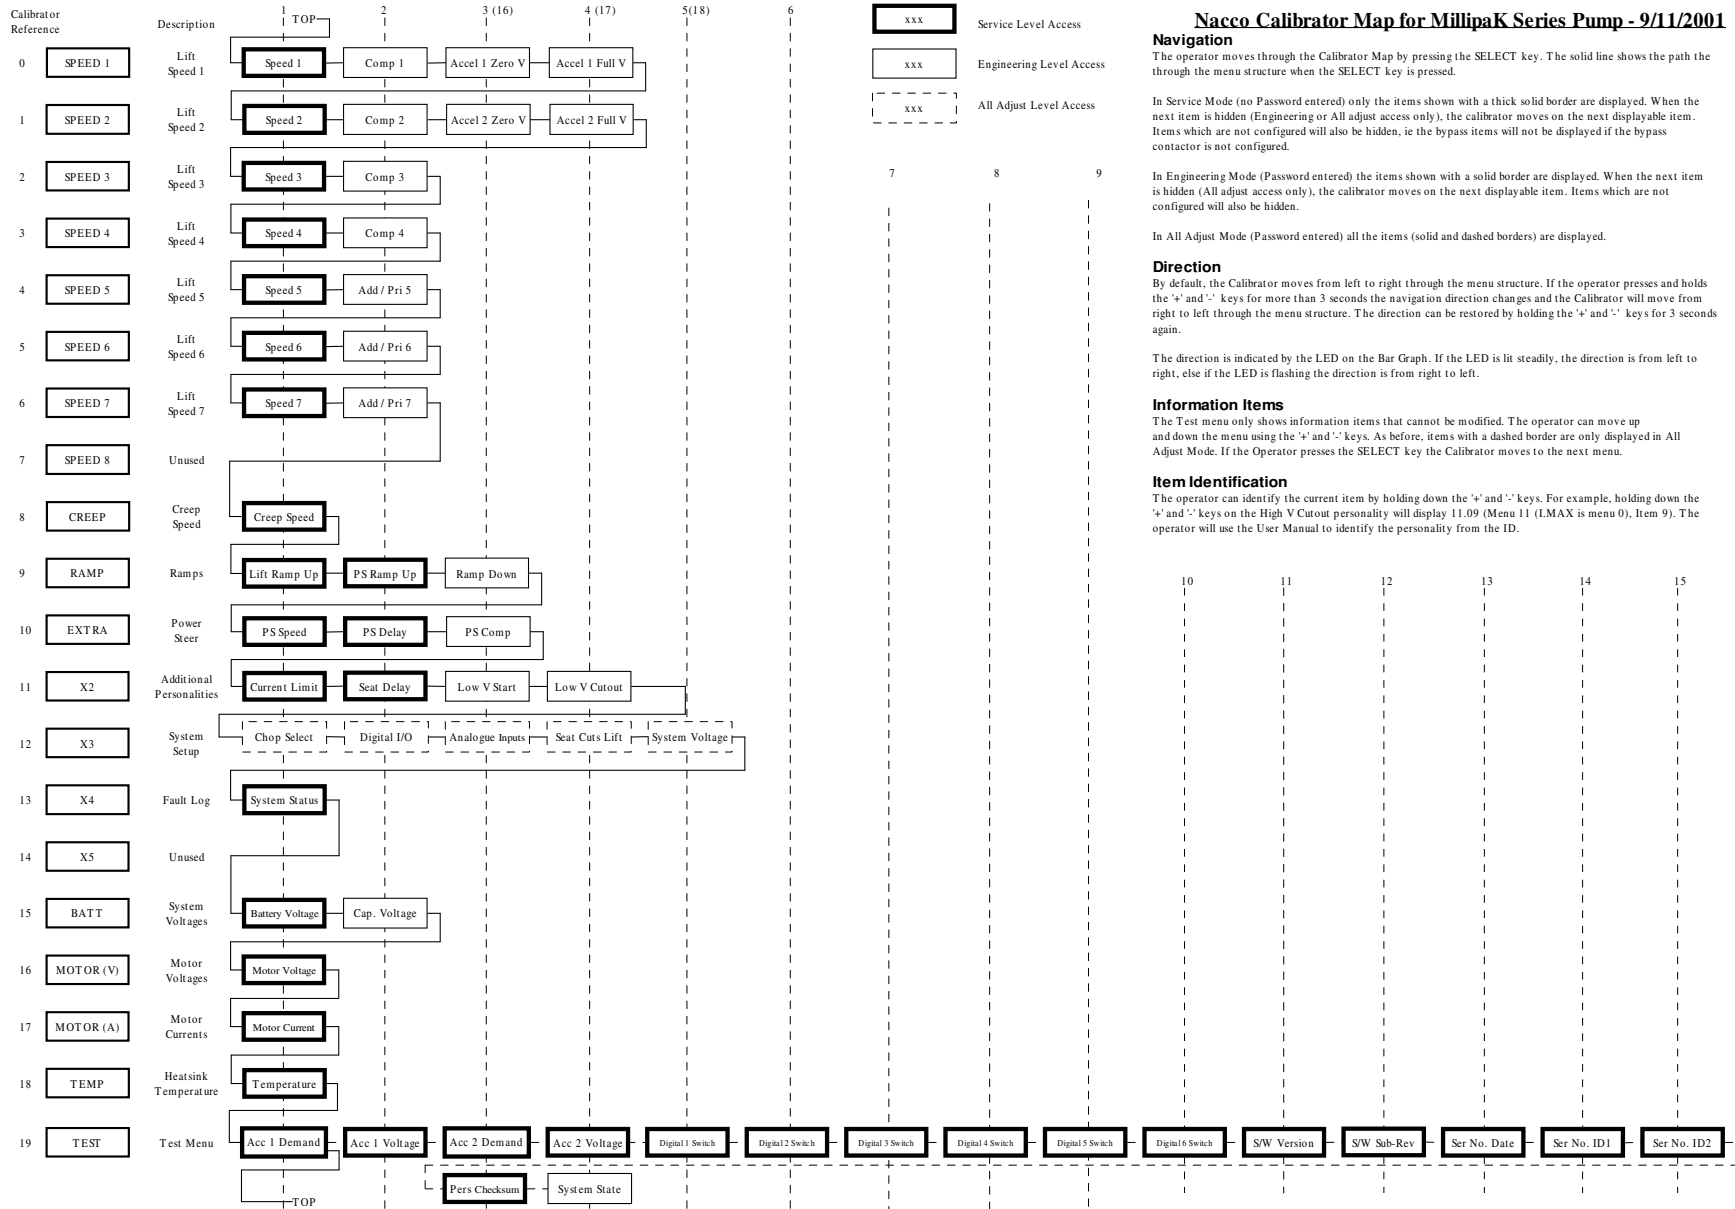 Nacco Calibrator Map for MillipaK Series Pump - 9/11/2001
Calibrator
Reference
Description
1
2
3 (16)
4 (17)
5(18)
6
TOP
xxx
Service Level Access
xxx
Engineering Level Access
xxx
All Adjust Level Access
0
SPEED 1
Lift
Speed 1
Speed 1
Comp 1
Accel 1 Zero V
Accel 1 Full V
1
SPEED 2
Lift
Speed 2
Speed 2
Comp 2
Accel 2 Zero V
Accel 2 Full V
2
SPEED 3
Lift
Speed 3
Speed 3
Comp 3
7
8
9
3
SPEED 4
Lift
Speed 4
Speed 4
Comp 4
4
SPEED 5
Lift
Speed 5
Speed 5
Add / Pri 5
5
SPEED 6
Lift
Speed 6
Speed 6
Add / Pri 6
6
SPEED 7
Lift
Speed 7
Speed 7
Add / Pri 7
7
SPEED 8
Unused
8
CREEP
Creep
Speed
Creep Speed
9
RAMP
Ramps
Lift Ramp Up
PS Ramp Up
Ramp Down
10
EXTRA
Power
Steer
PS Speed
PS Delay
PS Comp
11
X2
Additional
Personalities
Current Limit
Seat Delay
Low V Start
Low V Cutout
12
X3
System
Setup
Chop Select
Digital I/O
Analogue Inputs
Seat Cuts Lift
System Voltage
13
X4
Fault Log
System Status
14
X5
Unused
15
BATT
System
Voltages
Battery Voltage
Cap. Voltage
16
MOTOR (V)
Motor
Voltages
Motor Voltage
17
MOTOR (A)
Motor
Currents
Motor Current
18
TEMP
Heatsink
Temperature
Temperature
Navigation
The operator moves through the Calibrator Map by pressing the SELECT key. The solid line shows the path the
through the menu structure when the SELECT key is pressed.
In Service Mode (no Password entered) only the items shown with a thick solid border are displayed. When the
next item is hidden (Engineering or All adjust access only), the calibrator moves on the next displayable item.
Items which are not configured will also be hidden, ie the bypass items will not be displayed if the bypass
contactor is not configured.
In Engineering Mode (Password entered) the items shown with a solid border are displayed. When the next item
is hidden (All adjust access only), the calibrator moves on the next displayable item. Items which are not
configured will also be hidden.
In All Adjust Mode (Password entered) all the items (solid and dashed borders) are displayed.
Direction
By default, the Calibrator moves from left to right through the menu structure. If the operator presses and holds
the '+' and '-' keys for more than 3 seconds the navigation direction changes and the Calibrator will move from
right to left through the menu structure. The direction can be restored by holding the '+' and '-' keys for 3 seconds
again.
The direction is indicated by the LED on the Bar Graph. If the LED is lit steadily, the direction is from left to
right, else if the LED is flashing the direction is from right to left.
Information Items
The Test menu only shows information items that cannot be modified. The operator can move up
and down the menu using the '+' and '-' keys. As before, items with a dashed border are only displayed in All
Adjust Mode. If the Operator presses the SELECT key the Calibrator moves to the next menu.
Item Identification
The operator can identify the current item by holding down the '+' and '-' keys. For example, holding down the
'+' and '-' keys on the High V Cutout personality will display 11.09 (Menu 11 (I.MAX is menu 0), Item 9). The
operator will use the User Manual to identify the personality from the ID.
10
11
12
13
14
15
19
TEST
Test Menu
Acc 1 Demand
Acc 1 Voltage
Acc 2 Demand
Acc 2 Voltage
Digital 1 Switch
Digital 2 Switch
Digital 3 Switch
Digital 4 Switch
Digital 5 Switch
Digital 6 Switch
S/W Version
S/W Sub-Rev
Ser No. Date
Ser No. ID1
Ser No. ID2
Pers Checksum
System State
TOP